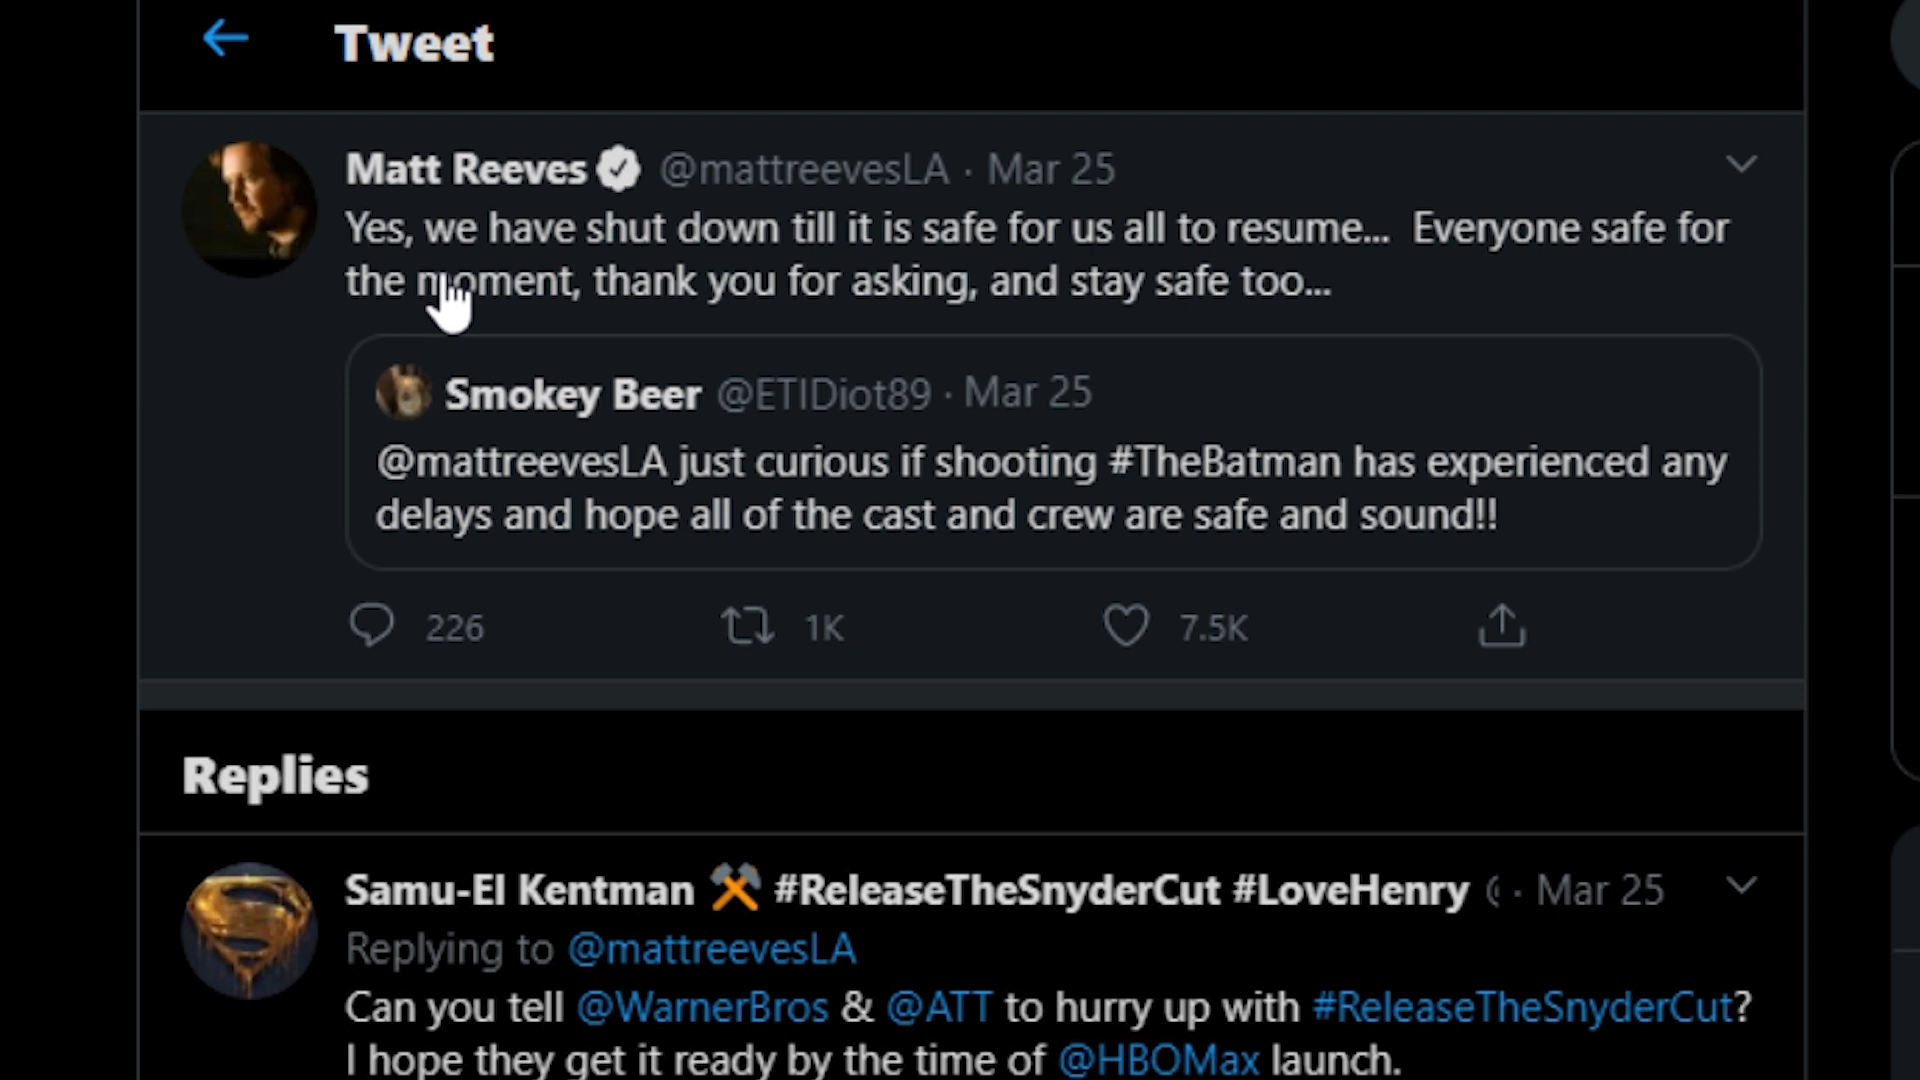 Tweet
Matt Reeves @mattreevesLA · Mar 25
Yes, we have shut down till it is safe for us all to resume... Everyone safe for
the moment, thank you for asking, and stay safe too...
Smokey Beer @ETIDiot89 · Mar 25
@mattreevesLA just curious if shooting #TheBatman has experienced any
delays and hope all of the cast and crew are safe and sound!!
226 1K 7.5K
Replies
Samu-El Kentman ⚒ #ReleaseTheSnyderCut #LoveHenry · Mar 25
Replying to @mattreevesLA
Can you tell @WarnerBros & @ATT to hurry up with #ReleaseTheSnyderCut?
I hope they get it ready by the time of @HBOMax launch.